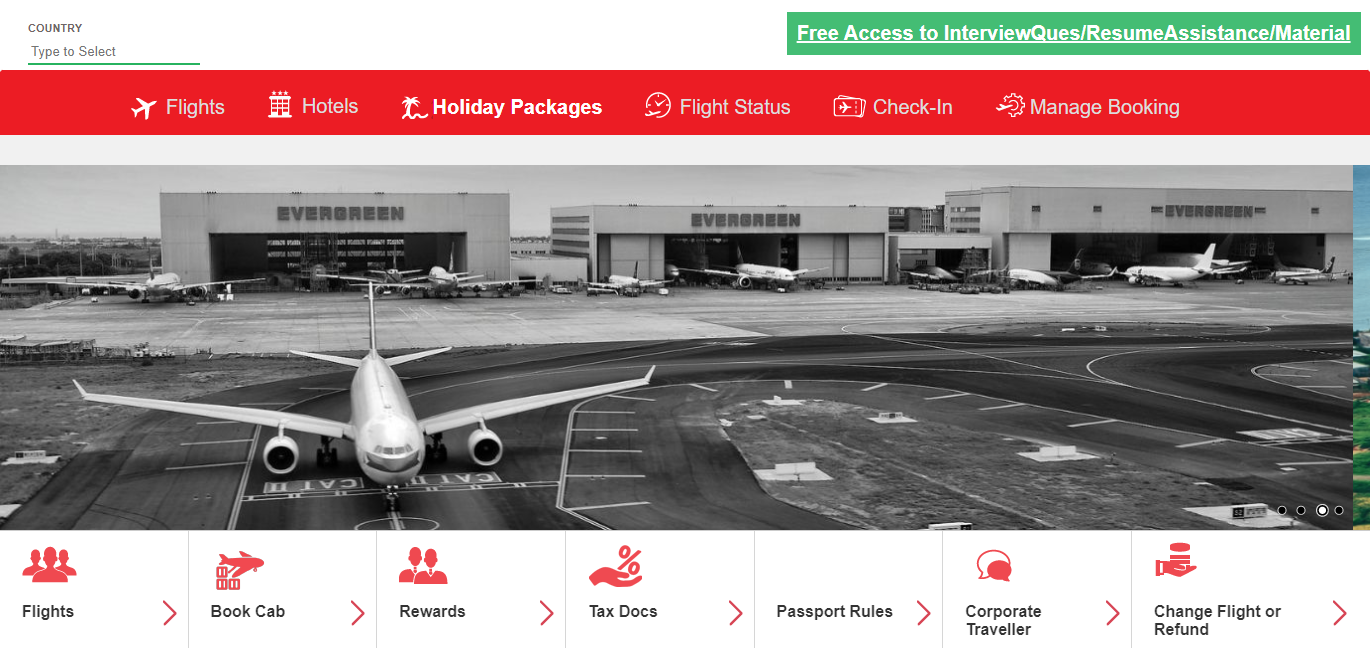 COUNTRY
Type to Select
Free Access to InterviewQues/ResumeAssistance/Material
Flights
Hotels
Holiday Packages
Flight Status
Check-In
Manage Booking
EVERGREEN
EVERGREEN
EVERGREEN
CAT II
CAT II
Flights
Book Cab
Rewards
Tax Docs
Passport Rules
Corporate
Traveller
Change Flight or
Refund